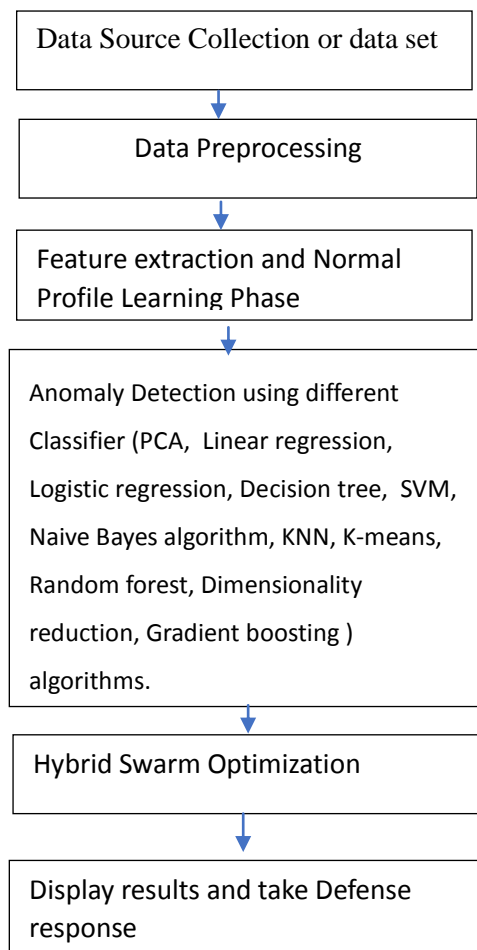 Data Source Collection or data set
Data Preprocessing
Feature extraction and Normal
Profile Learning Phase
Anomaly Detection using different
Classifier (PCA, Linear regression,
Logistic regression, Decision tree, SVM,
Naive Bayes algorithm, KNN, K-means,
Random forest, Dimensionality
reduction, Gradient boosting )
algorithms.
Hybrid Swarm Optimization
Display results and take Defense
response